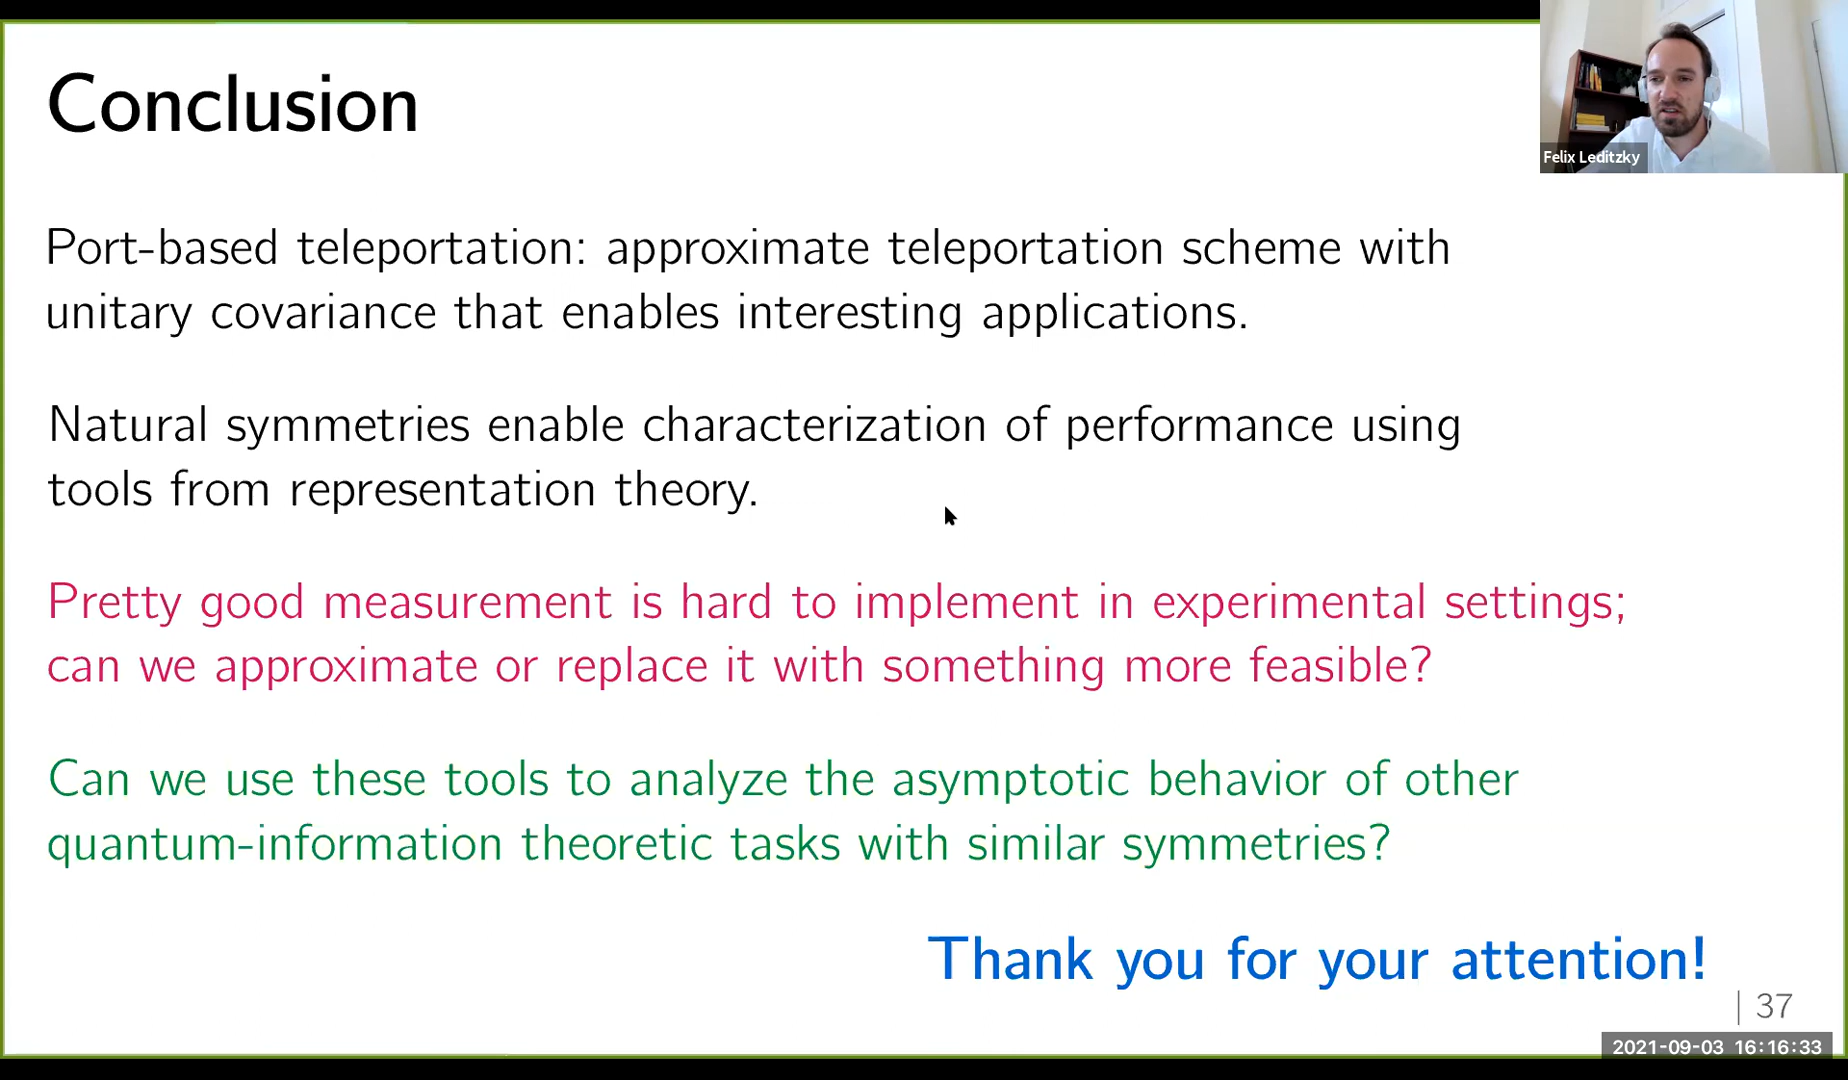 Conclusion
Felix Leditzky
Port-based teleportation: approximate teleportation scheme with
unitary covariance that enables interesting applications.
Natural symmetries enable characterization of performance using
tools from representation theory.
Pretty good measurement is hard to implement in experimental settings;
can we approximate or replace it with something more feasible?
Can we use these tools to analyze the asymptotic behavior of other
quantum-information theoretic tasks with similar symmetries?
Thank you for your attention!
| 37
2021-09-03 16:16:33